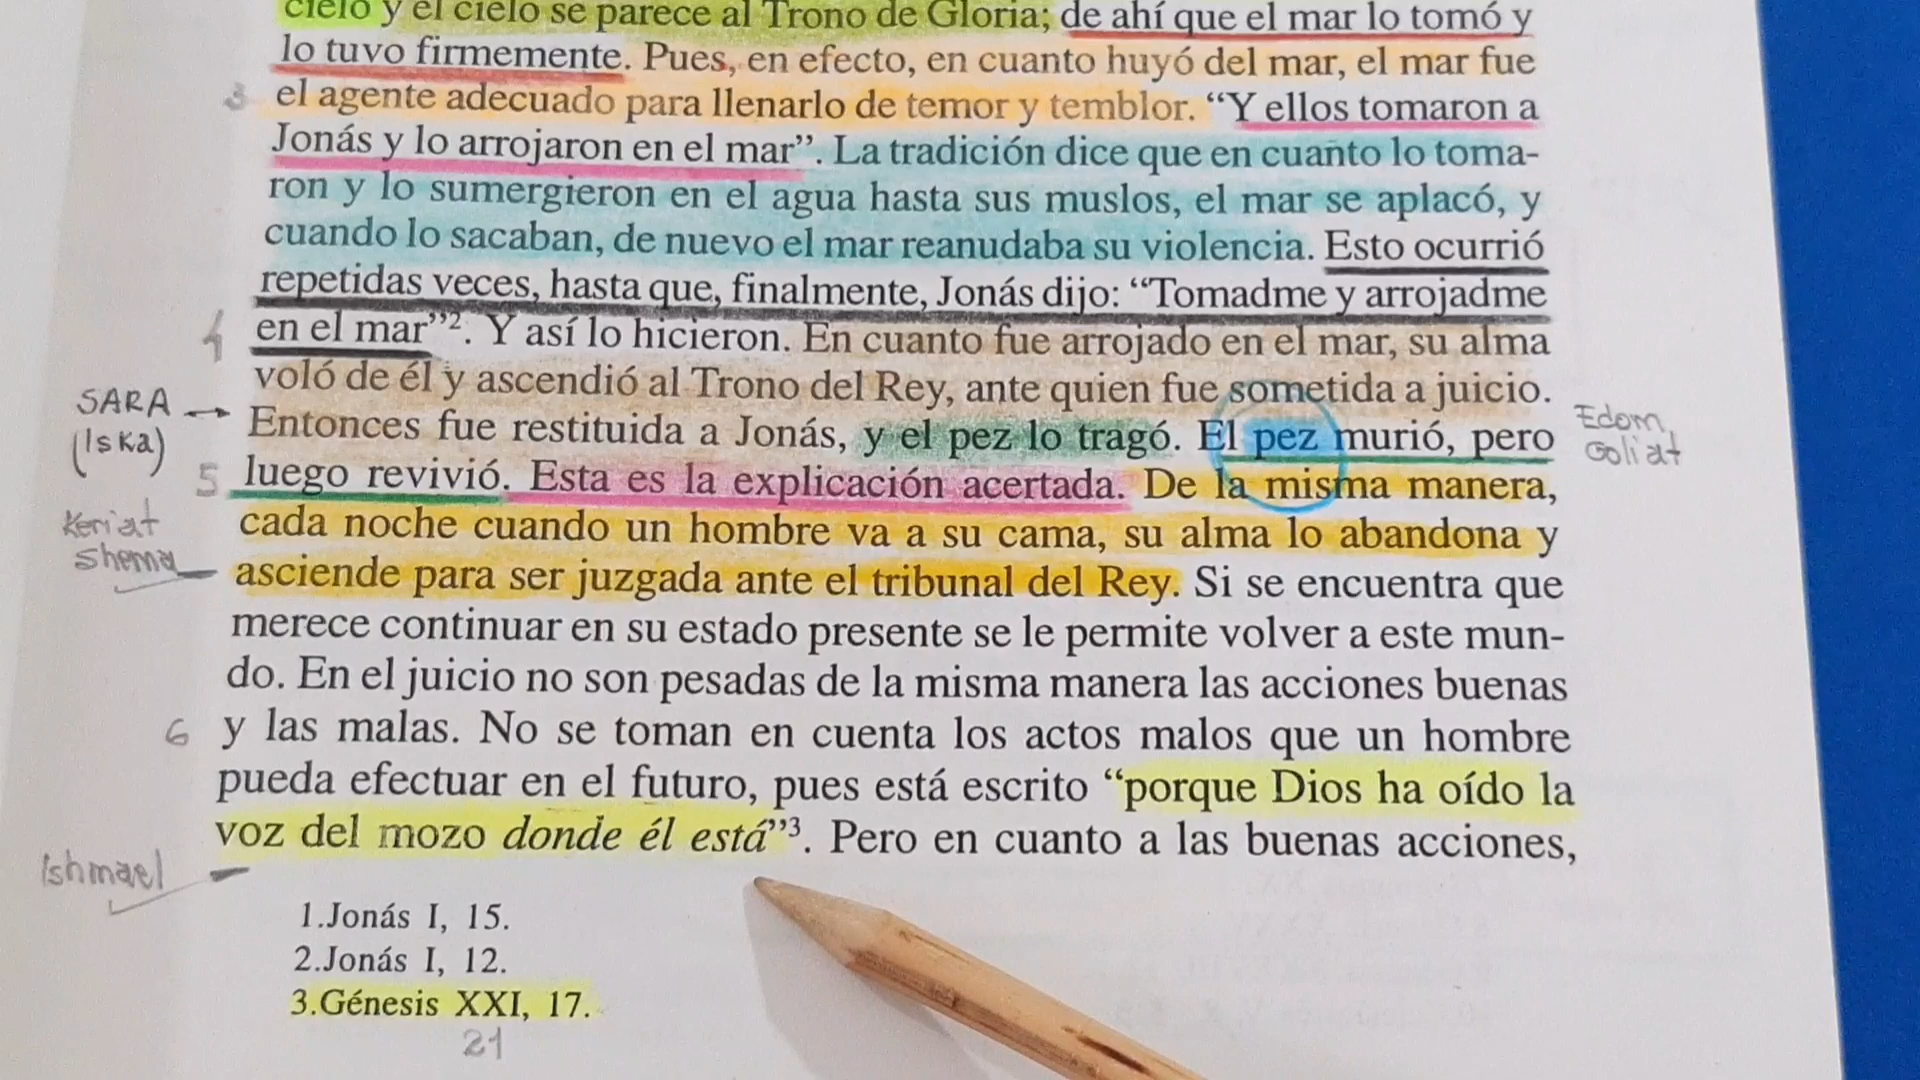 cielo y el cielo se parece al Trono de Gloria; de ahí que el mar lo tomó y
lo tuvo firmemente. Pues, en efecto, en cuanto huyó del mar, el mar fue
3 el agente adecuado para llenarlo de temor y temblor. “Y ellos tomaron a
Jonás y lo arrojaron en el mar”. La tradición dice que en cuanto lo toma-
ron y lo sumergieron en el agua hasta sus muslos, el mar se aplacó, y
cuando lo sacaban, de nuevo el mar reanudaba su violencia. Esto ocurrió
repetidas veces, hasta que, finalmente, Jonás dijo: “Tomadme y arrojadme
4 en el mar”². Y así lo hicieron. En cuanto fue arrojado en el mar, su alma
voló de él y ascendió al Trono del Rey, ante quien fue sometida a juicio.
SARA
(Iska)
Entonces fue restituida a Jonás, y el pez lo tragó. El pez murió, pero
Edom,
Goliat
5 luego revivió. Esta es la explicación acertada. De la misma manera,
Keriat
Shema
cada noche cuando un hombre va a su cama, su alma lo abandona y
asciende para ser juzgada ante el tribunal del Rey. Si se encuentra que
merece continuar en su estado presente se le permite volver a este mun-
do. En el juicio no son pesadas de la misma manera las acciones buenas
6 y las malas. No se toman en cuenta los actos malos que un hombre
pueda efectuar en el futuro, pues está escrito “porque Dios ha oído la
voz del mozo donde él está”³. Pero en cuanto a las buenas acciones,
Ishmael
1.Jonás I, 15.
2.Jonás I, 12.
3.Génesis XXI, 17.
21